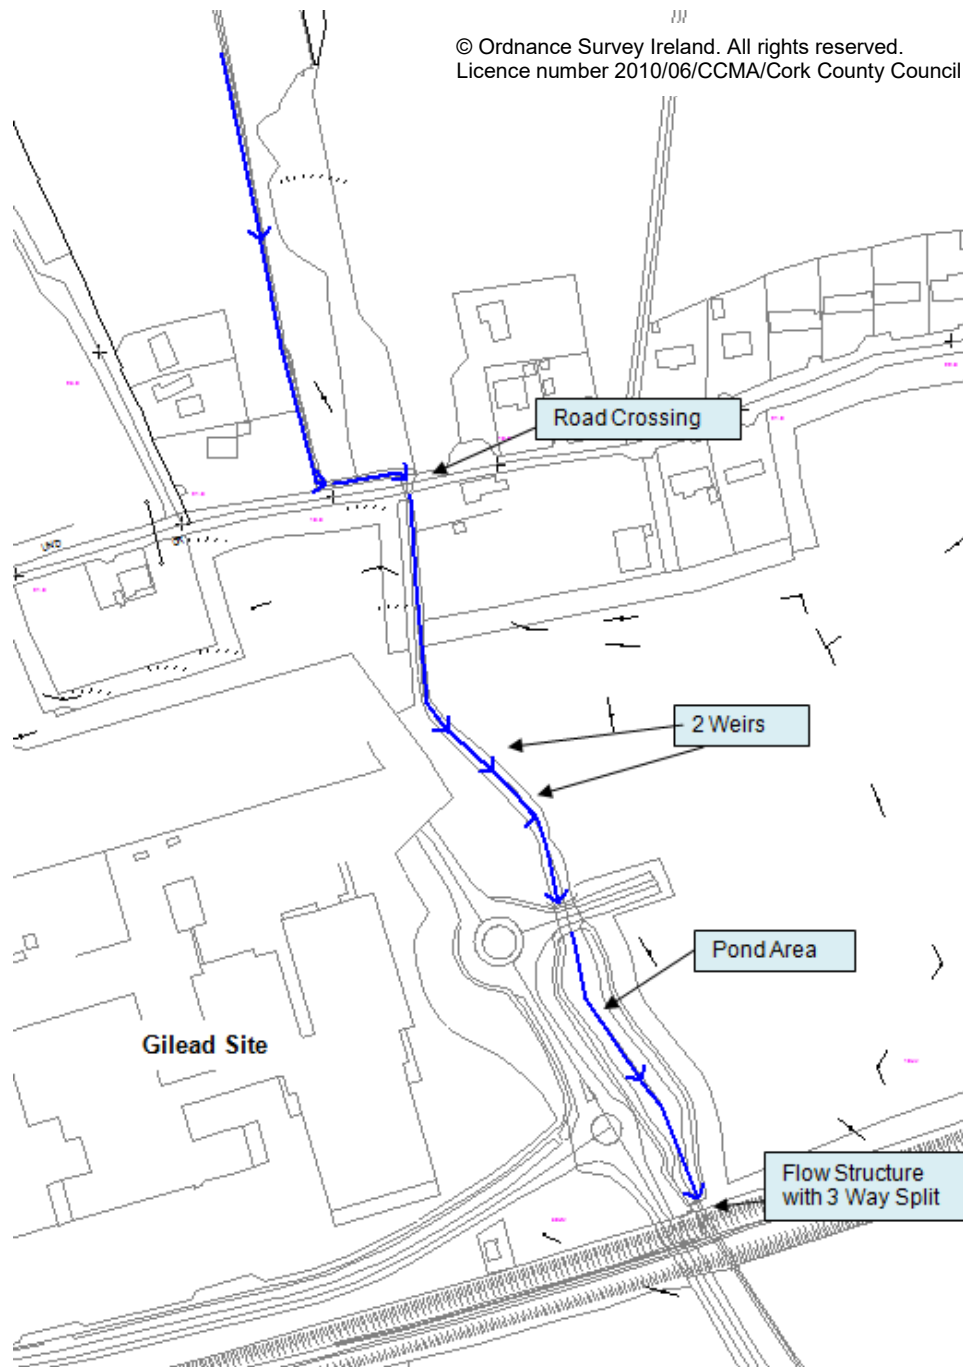 © Ordnance Survey Ireland. All rights reserved.
Licence number 2010/06/CCMA/Cork County Council
Road Crossing
UND
2 Weirs
Pond Area
Gilead Site
Flow Structure
with 3 Way Split